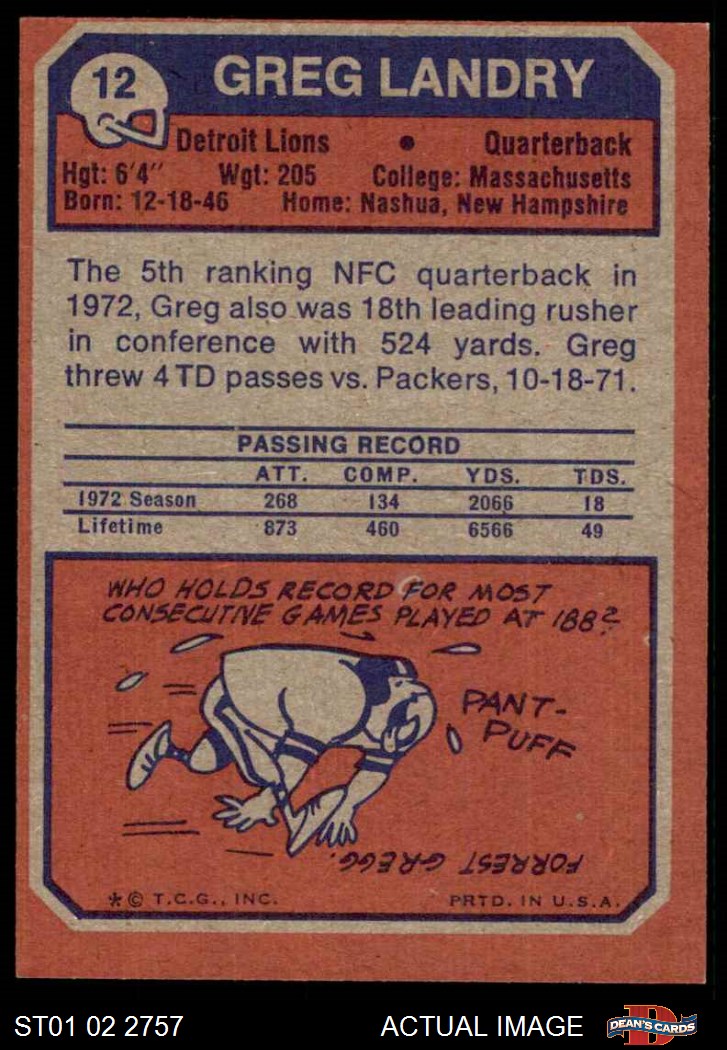 12
GREG LANDRY
Detroit Lions • Quarterback
Hgt: 6'4" Wgt: 205 College: Massachusetts
Born: 12-18-46 Home: Nashua, New Hampshire
The 5th ranking NFC quarterback in
1972, Greg also was 18th leading rusher
in conference with 524 yards. Greg
threw 4 TD passes vs. Packers, 10-18-71.
PASSING RECORD
ATT. COMP. YDS. TDS.
1972 Season 268 134 2066 18
Lifetime 873 460 6566 49
WHO HOLDS RECORD FOR MOST
CONSECUTIVE GAMES PLAYED AT 188?
PANT-
PUFF
FORREST GREGG.
* © T.C.G., INC. PRTD. IN U.S.A.
ST01 02 2757 ACTUAL IMAGE D DEAN'S CARDS